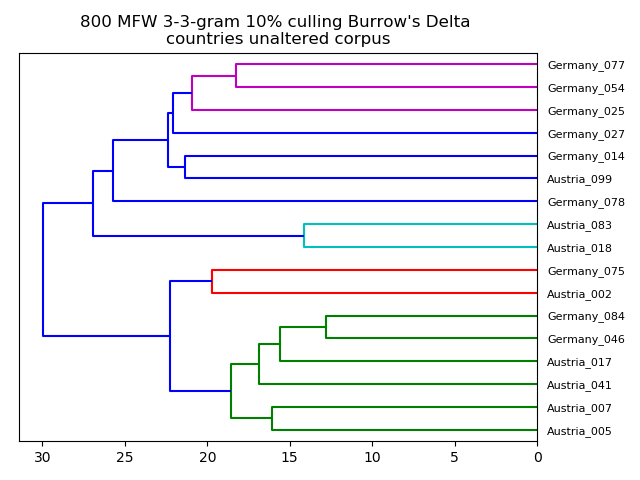 800 MFW 3-3-gram 10% culling Burrow's Delta
countries unaltered corpus
Germany_077
Germany_054
Germany_025
Germany_027
Germany_014
Austria_099
Germany_078
Austria_083
Austria_018
Germany_075
Austria_002
Germany_084
Germany_046
Austria_017
Austria_041
Austria_007
Austria_005
30 25 20 15 10 5 0